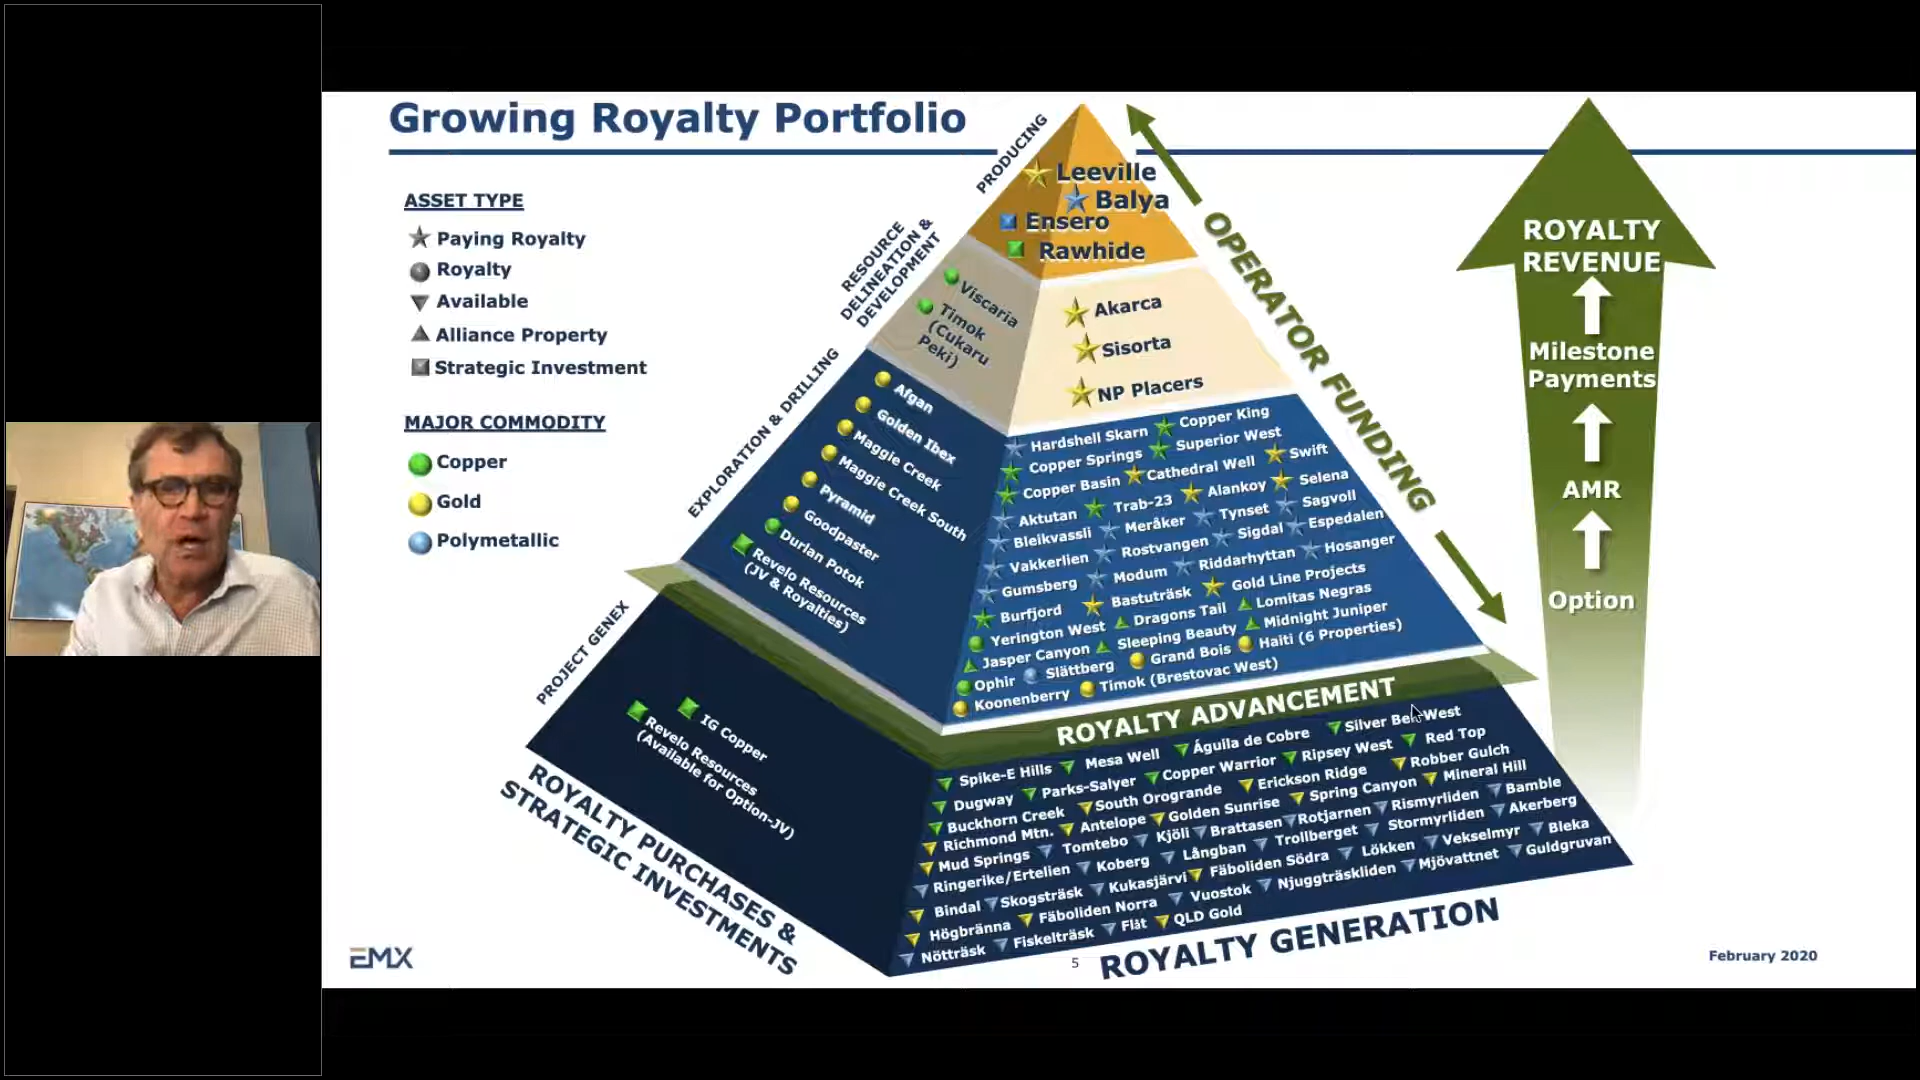 Growing Royalty Portfolio
ASSET TYPE
Paying Royalty
Royalty
Available
Alliance Property
Strategic Investment
MAJOR COMMODITY
Copper
Gold
Polymetallic
PRODUCING
Leeville
Balya
Ensero
Rawhide
RESOURCE
DELINEATION &
DEVELOPMENT
Viscaria
Timok
(Cukaru
Peki)
Akarca
Sisorta
NP Placers
EXPLORATION & DRILLING
Afgan
Golden Ibex
Maggie Creek
Maggie Creek South
Pyramid
Goodpaster
Durlan Potok
Revelo Resources
(JV & Royalties)
Hardshell Skarn Copper King
Copper Springs Superior West
Copper Basin Cathedral Well Swift
Aktutan Trab-23 Alankoy Selena
Bleikvassli Meråker Tynset Sagvoll
Vakkerlien Rostvangen Sigdal Espedalen
Gumsberg Modum Riddarhyttan Hosanger
Burfjord Bastuträsk Gold Line Projects
Yerington West Dragons Tail Lomitas Negras
Jasper Canyon Sleeping Beauty Midnight Juniper
Ophir Slättberg Grand Bois Haiti (6 Properties)
Koonenberry Timok (Brestovac West)
ROYALTY ADVANCEMENT
PROJECT GENEX
IG Copper
Revelo Resources
(Available for Option-JV)
Spike-E Hills Mesa Well Águila de Cobre Silver Bell West
Dugway Parks-Salyer Copper Warrior Ripsey West Red Top
Buckhorn Creek South Orogrande Erickson Ridge Robber Gulch
Richmond Mtn. Antelope Golden Sunrise Spring Canyon Mineral Hill
Mud Springs Tomtebo Kjöli Brattasen Rotjarnen Rismyrliden Bamble
Ringerike/Ertelien Koberg Långban Trollberget Stormyrliden Akerberg
Bindal Skogsträsk Kukasjärvi Fäboliden Södra Lökken Vekselmyr Bleka
Högbränna Fäboliden Norra Vuostok Njuggträskliden Mjövattnet Guldgruvan
Nötträsk Fiskelträsk Flåt QLD Gold
ROYALTY PURCHASES &
STRATEGIC INVESTMENTS
ROYALTY GENERATION
OPERATOR FUNDING
ROYALTY
REVENUE
Milestone
Payments
AMR
Option
EMX
5
February 2020